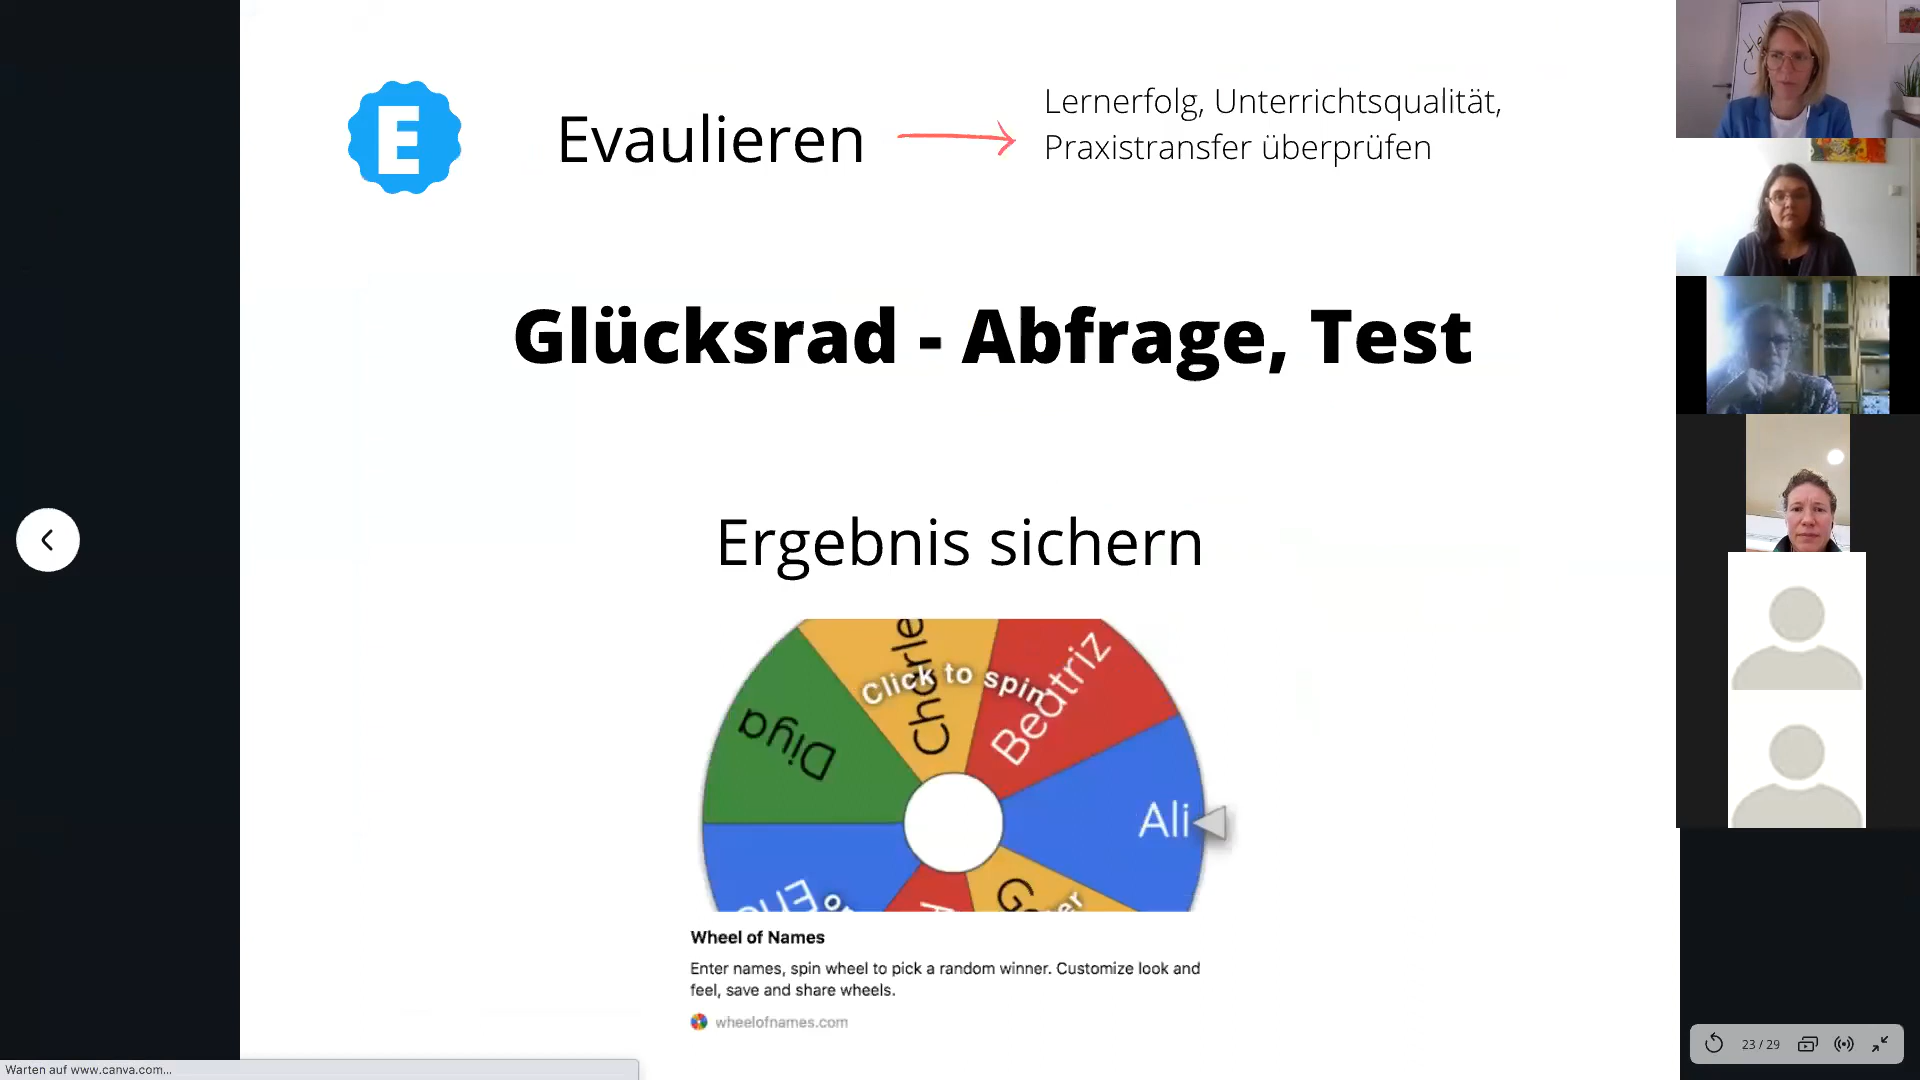 E
Evaulieren
Lernerfolg, Unterrichtsqualität,
Praxistransfer überprüfen
Glücksrad - Abfrage, Test
Ergebnis sichern
Click to spin
Charle
Beatriz
Diya
Ali
Wheel of Names
Enter names, spin wheel to pick a random winner. Customize look and
feel, save and share wheels.
wheelofnames.com
23 / 29
Warten auf www.canva.com...